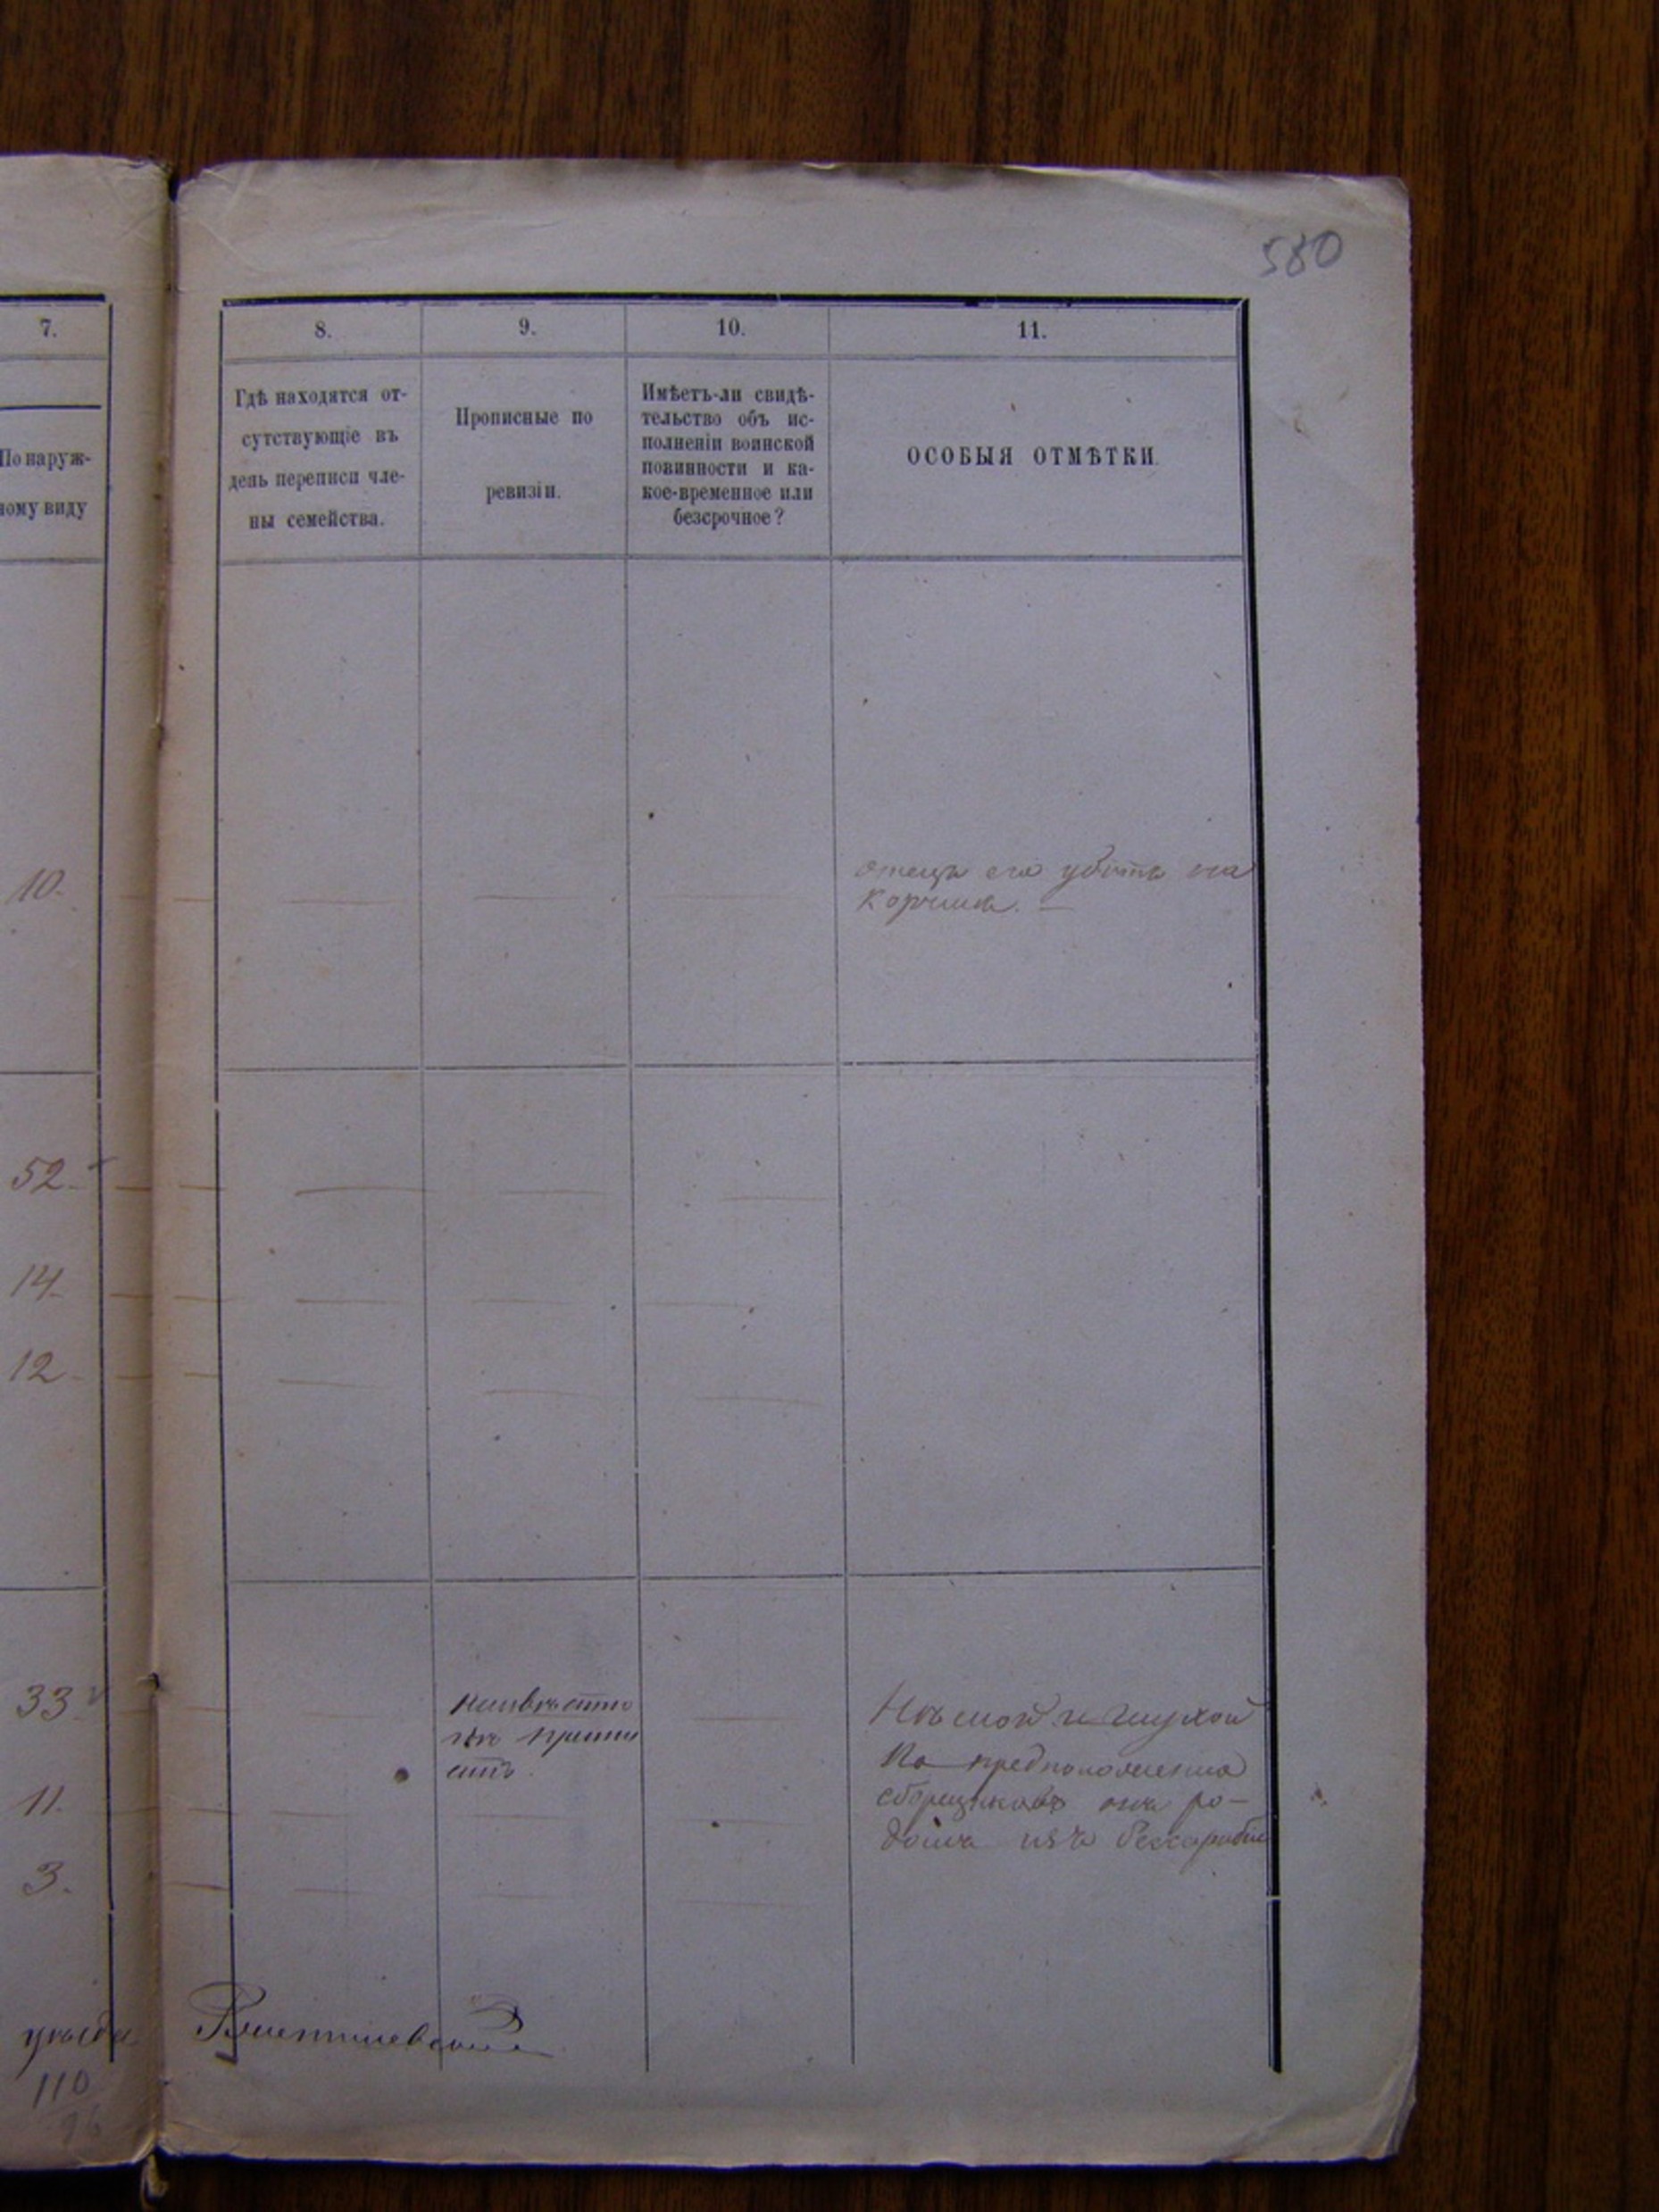 580
7.
8.
9.
10.
11.
По наруж-
ному виду
Гдѣ находятся от-
сутствующіе въ
день переписи чле-
ны семейства.
Прописные по
ревизіи.
Имѣетъ-ли свидѣ-
тельство объ ис-
полненіи воинской
повинности и ка-
кое-временное или
безсрочное?
ОСОБЫЯ ОТМѢТКИ.
10.
отецъ его убитъ на
52.
14.
12.
33
11.
3.
Нѣмой и глухой
По предположенію
сборщиковъ онъ ро-
домъ изъ Бессарабіи
110
96